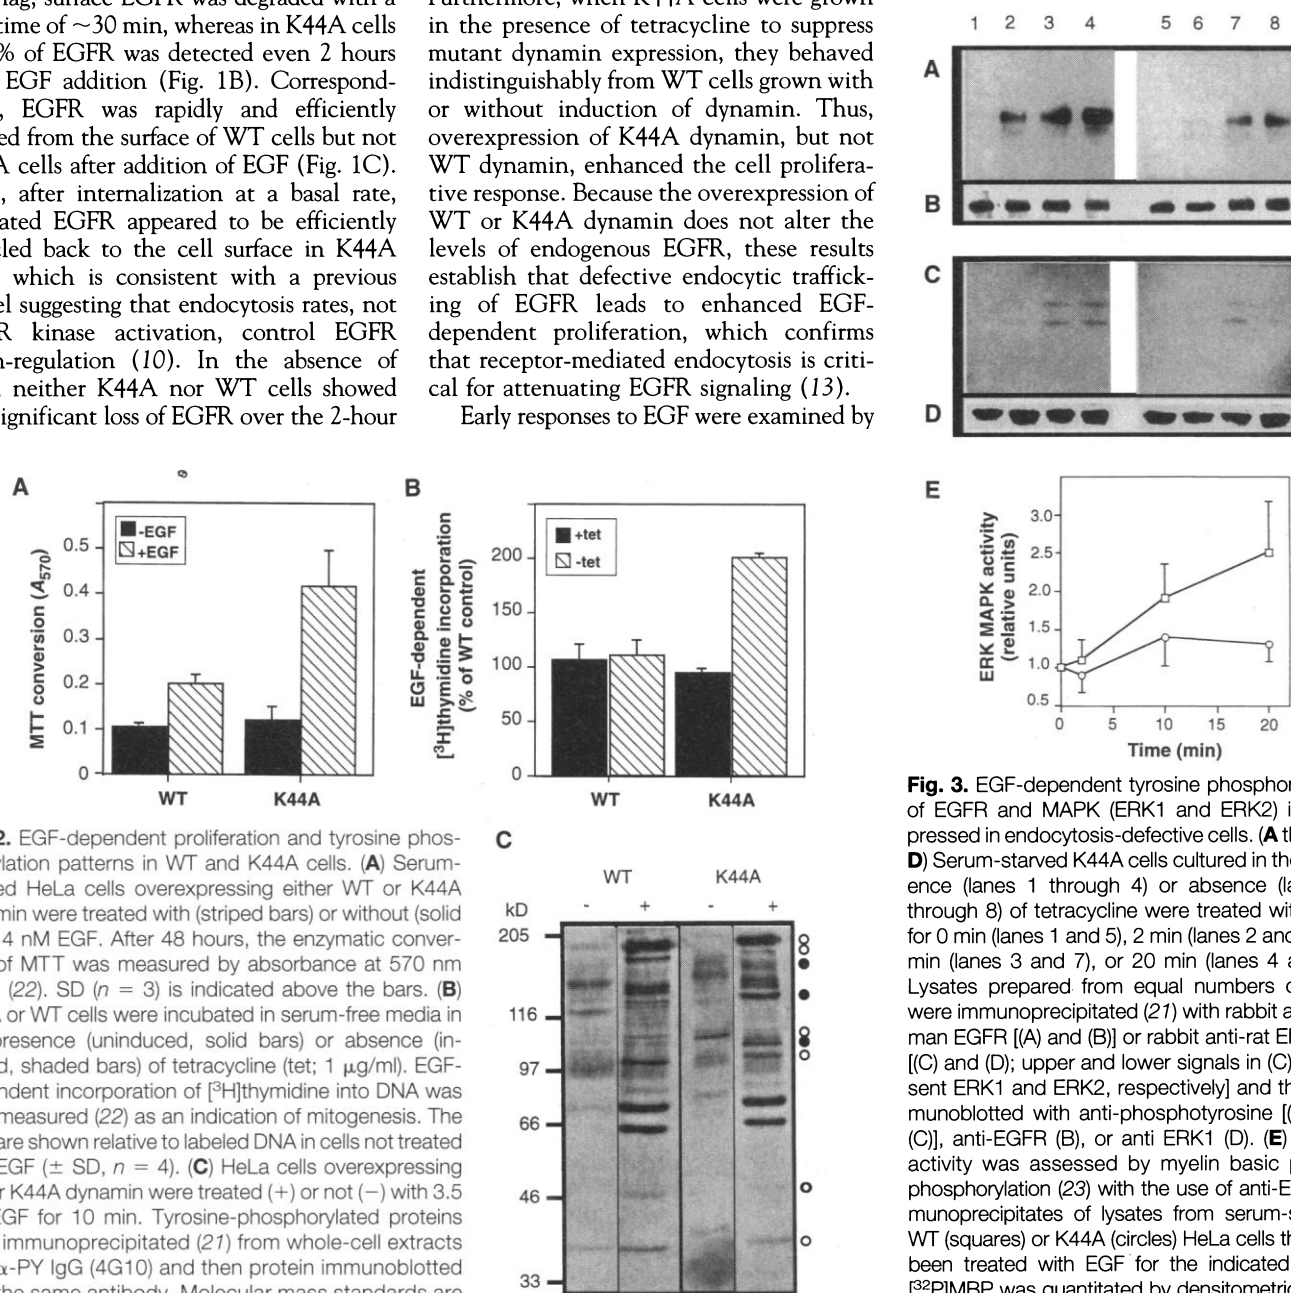 flag, surface EGFR was degraded with a
time of ~30 min, whereas in K44A cells
% of EGFR was detected even 2 hours
EGF addition (Fig. 1B). Correspond-
, EGFR was rapidly and efficiently
ed from the surface of WT cells but not
A cells after addition of EGF (Fig. 1C).
, after internalization at a basal rate,
ated EGFR appeared to be efficiently
led back to the cell surface in K44A
which is consistent with a previous
el suggesting that endocytosis rates, not
R kinase activation, control EGFR
n-regulation (10). In the absence of
, neither K44A nor WT cells showed
ignificant loss of EGFR over the 2-hour
Furthermore, when K44A cells were grown
in the presence of tetracycline to suppress
mutant dynamin expression, they behaved
indistinguishably from WT cells grown with
or without induction of dynamin. Thus,
overexpression of K44A dynamin, but not
WT dynamin, enhanced the cell prolifera-
tive response. Because the overexpression of
WT or K44A dynamin does not alter the
levels of endogenous EGFR, these results
establish that defective endocytic traffick-
ing of EGFR leads to enhanced EGF-
dependent proliferation, which confirms
that receptor-mediated endocytosis is criti-
cal for attenuating EGFR signaling (13).
Early responses to EGF were examined by
1 2 3 4 5 6 7 8
A
B
C
D
A
MTT conversion (A570)
-EGF
+EGF
0.5
0.4
0.3
0.2
0.1
0
WT K44A
B
EGF-dependent
[³H]thymidine incorporation
(% of WT control)
+tet
-tet
200
150
100
50
0
WT K44A
E
ERK MAPK activity
(relative units)
3.0
2.5
2.0
1.5
1.0
0.5
0 5 10 15 20
Time (min)
2. EGF-dependent proliferation and tyrosine phos-
ylation patterns in WT and K44A cells. (A) Serum-
ed HeLa cells overexpressing either WT or K44A
min were treated with (striped bars) or without (solid
4 nM EGF. After 48 hours, the enzymatic conver-
of MTT was measured by absorbance at 570 nm
(22). SD (n = 3) is indicated above the bars. (B)
or WT cells were incubated in serum-free media in
presence (uninduced, solid bars) or absence (in-
d, shaded bars) of tetracycline (tet; 1 μg/ml). EGF-
ndent incorporation of [³H]thymidine into DNA was
measured (22) as an indication of mitogenesis. The
are shown relative to labeled DNA in cells not treated
EGF (± SD, n = 4). (C) HeLa cells overexpressing
r K44A dynamin were treated (+) or not (−) with 3.5
EGF for 10 min. Tyrosine-phosphorylated proteins
immunoprecipitated (21) from whole-cell extracts
α-PY IgG (4G10) and then protein immunoblotted
the same antibody. Molecular mass standards are
C
WT K44A
kD - + - +
205
116
97
66
46
33
Fig. 3. EGF-dependent tyrosine phosphor
of EGFR and MAPK (ERK1 and ERK2) i
pressed in endocytosis-defective cells. (A th
D) Serum-starved K44A cells cultured in the
ence (lanes 1 through 4) or absence (la
through 8) of tetracycline were treated wit
for 0 min (lanes 1 and 5), 2 min (lanes 2 and
min (lanes 3 and 7), or 20 min (lanes 4 a
Lysates prepared from equal numbers o
were immunoprecipitated (21) with rabbit a
man EGFR [(A) and (B)] or rabbit anti-rat E
[(C) and (D); upper and lower signals in (C)
sent ERK1 and ERK2, respectively] and th
munoblotted with anti-phosphotyrosine [(
(C)], anti-EGFR (B), or anti ERK1 (D). (E)
activity was assessed by myelin basic p
phosphorylation (23) with the use of anti-E
munoprecipitates of lysates from serum-s
WT (squares) or K44A (circles) HeLa cells th
been treated with EGF for the indicated
[³²P]MBP was quantitated by densitometric